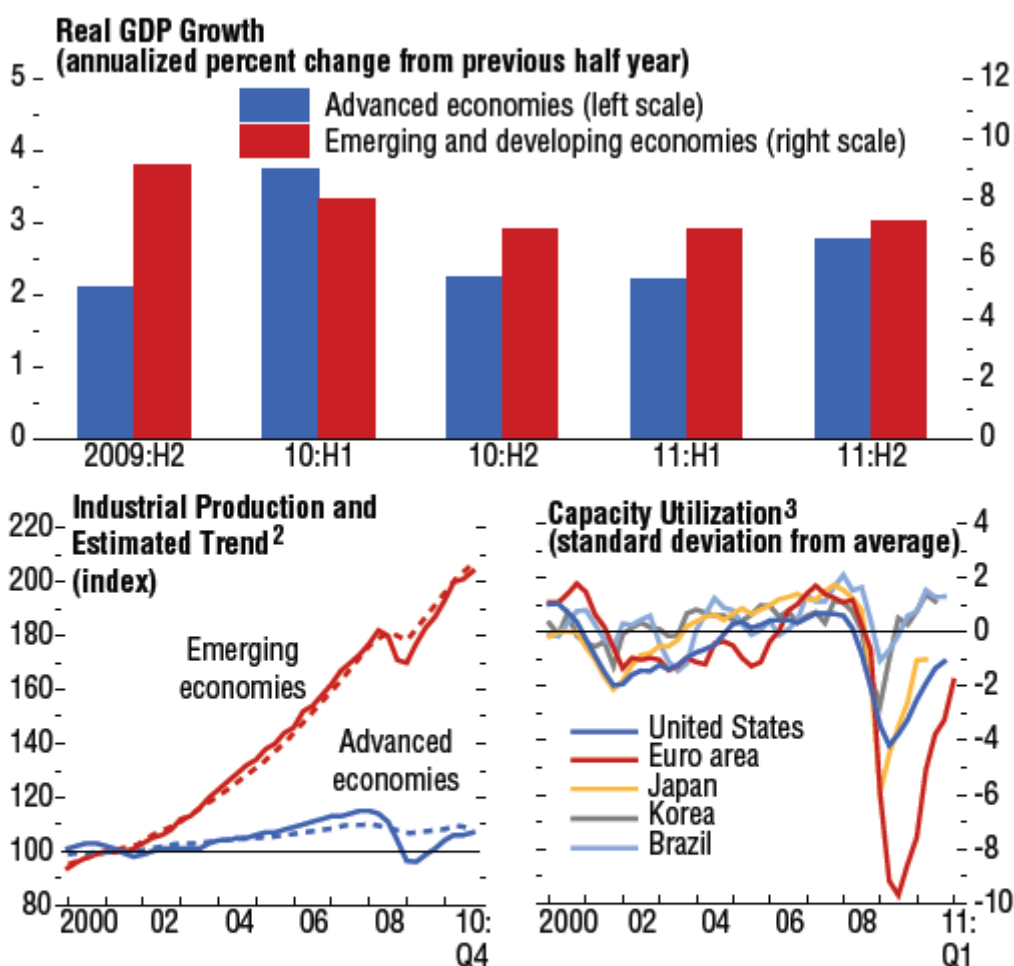 Real GDP Growth
(annualized percent change from previous half year)
5
4
3
2
1
0
12
10
8
6
4
2
0
Advanced economies (left scale)
Emerging and developing economies (right scale)
2009:H2 10:H1 10:H2 11:H1 11:H2
Industrial Production and
Estimated Trend2
(index)
220
200
180
160
140
120
100
80
Emerging
economies
Advanced
economies
2000 02 04 06 08 10:
Q4
Capacity Utilization3
(standard deviation from average)
4
2
0
-2
-4
-6
-8
-10
United States
Euro area
Japan
Korea
Brazil
2000 02 04 06 08 11:
Q1